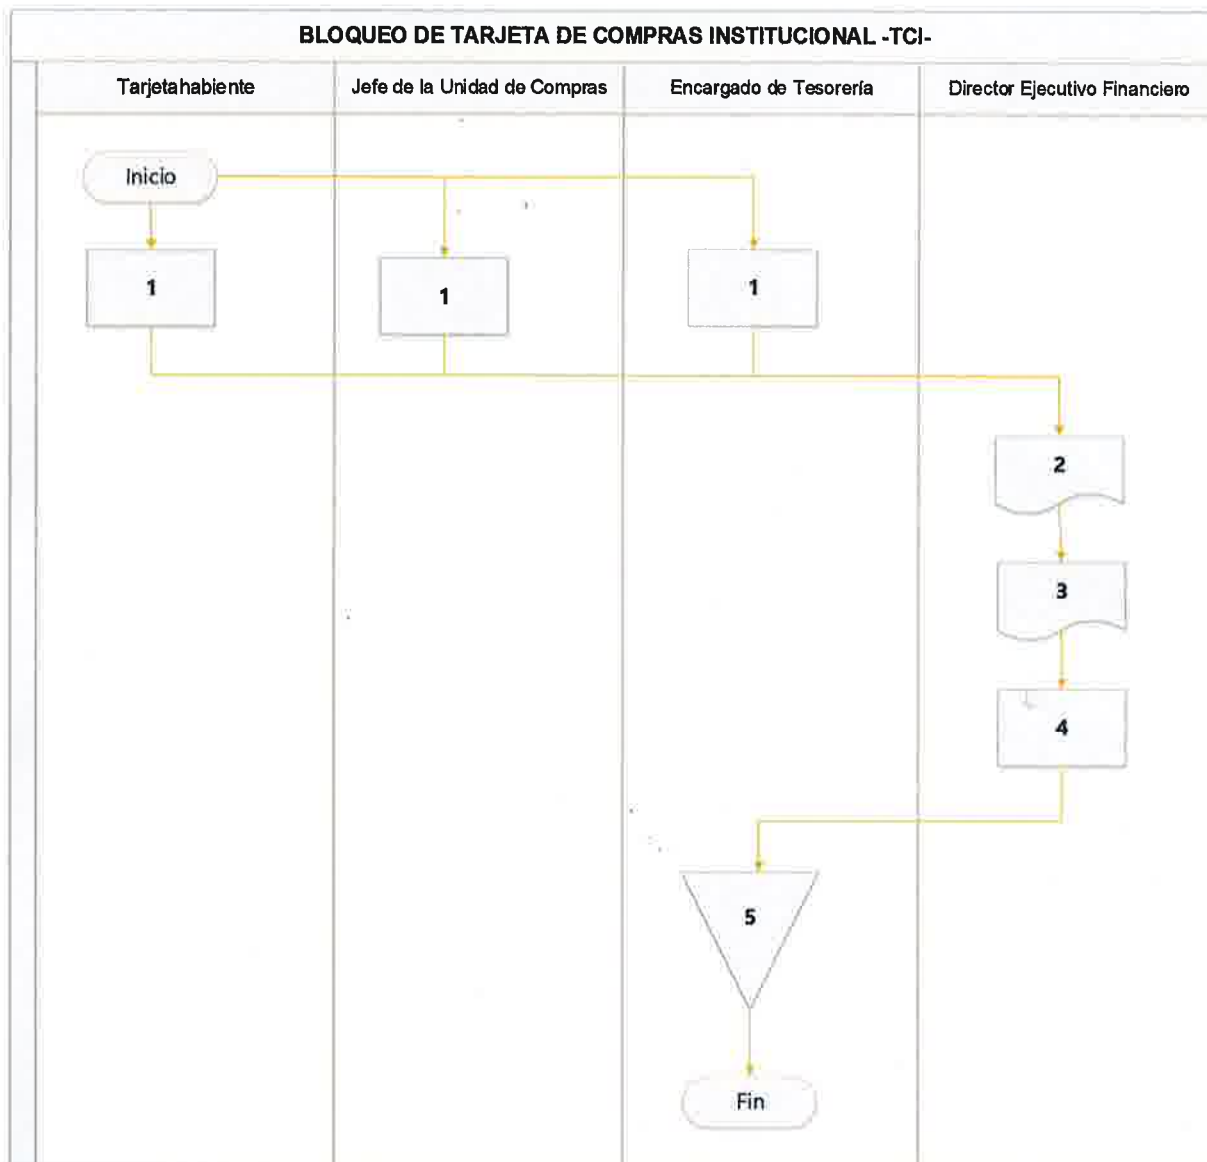 BLOQUEO DE TARJETA DE COMPRAS INSTITUCIONAL -TCI-
Tarjetahabiente Jefe de la Unidad de Compras Encargado de Tesorería Director Ejecutivo Financiero
Inicio
1 1 1
2
3
4
5
Fin